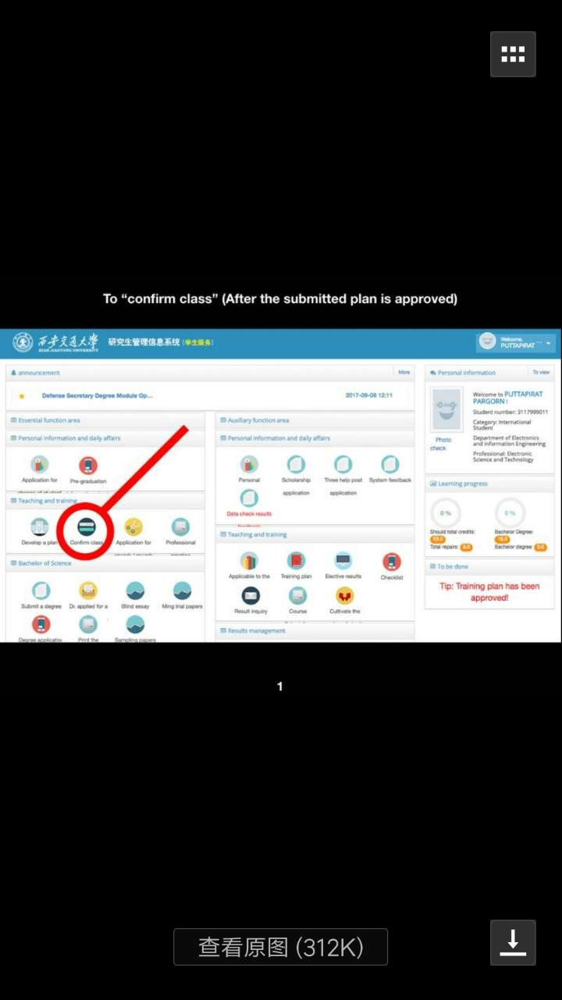 To “confirm class” (After the submitted plan is approved)
西安交通大学
XI'AN JIAOTONG UNIVERSITY
研究生管理信息系统 (学生服务)
Welcome,
PUTTAPIRAT ...
announcement
More
Defense Secretary Degree Module Op...
2017-09-08 12:11
Essential function area
Personal information and daily affairs
Application for
Pre-graduation
Teaching and training
Develop a plan
Confirm class
Application for
Professional
Bachelor of Science
Submit a degree
Dr. applied for a
Blind essay
Ming trial papers
Degree applicatio
Print the
Sampling papers
Auxiliary function area
Personal information and daily affairs
Personal
Scholarship
application
Three help post
application
System feedback
Data check results
Teaching and training
Applicable to the
Training plan
Elective results
Checklist
Result inquiry
Course
Cultivate the
Results management
Personal information
To view
Photo
check
Welcome to PUTTAPIRAT
PARGORN !
Student number: 3117999011
Category: International
Student
Department of Electronics
and Information Engineering
Professional: Electronic
Science and Technology
Learning progress
0 %
0 %
Should total credits:
Total repairs: 0.0
Bachelor Degree:
Bachelor degree: 0.0
To be done
Tip: Training plan has been
approved!
1
查看原图 (312K)